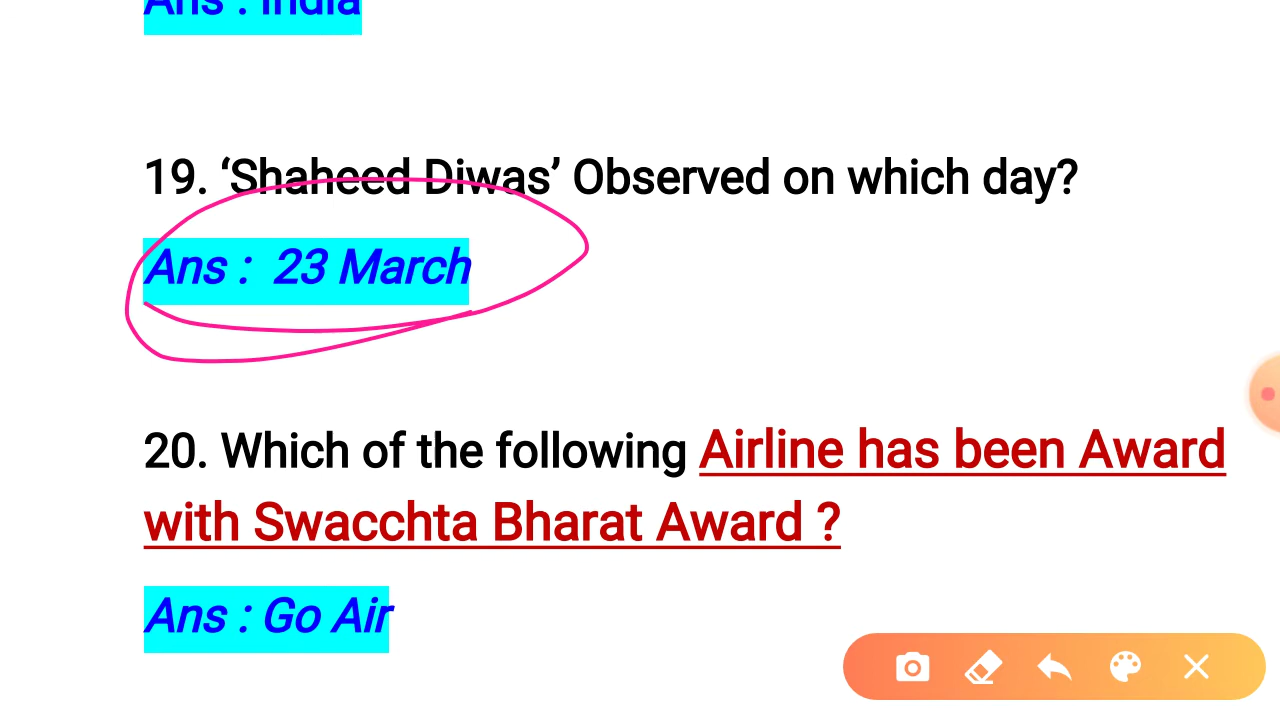 Ans : India
19. ‘Shaheed Diwas’ Observed on which day?
Ans :  23 March
20. Which of the following Airline has been Award
with Swacchta Bharat Award ?
Ans : Go Air